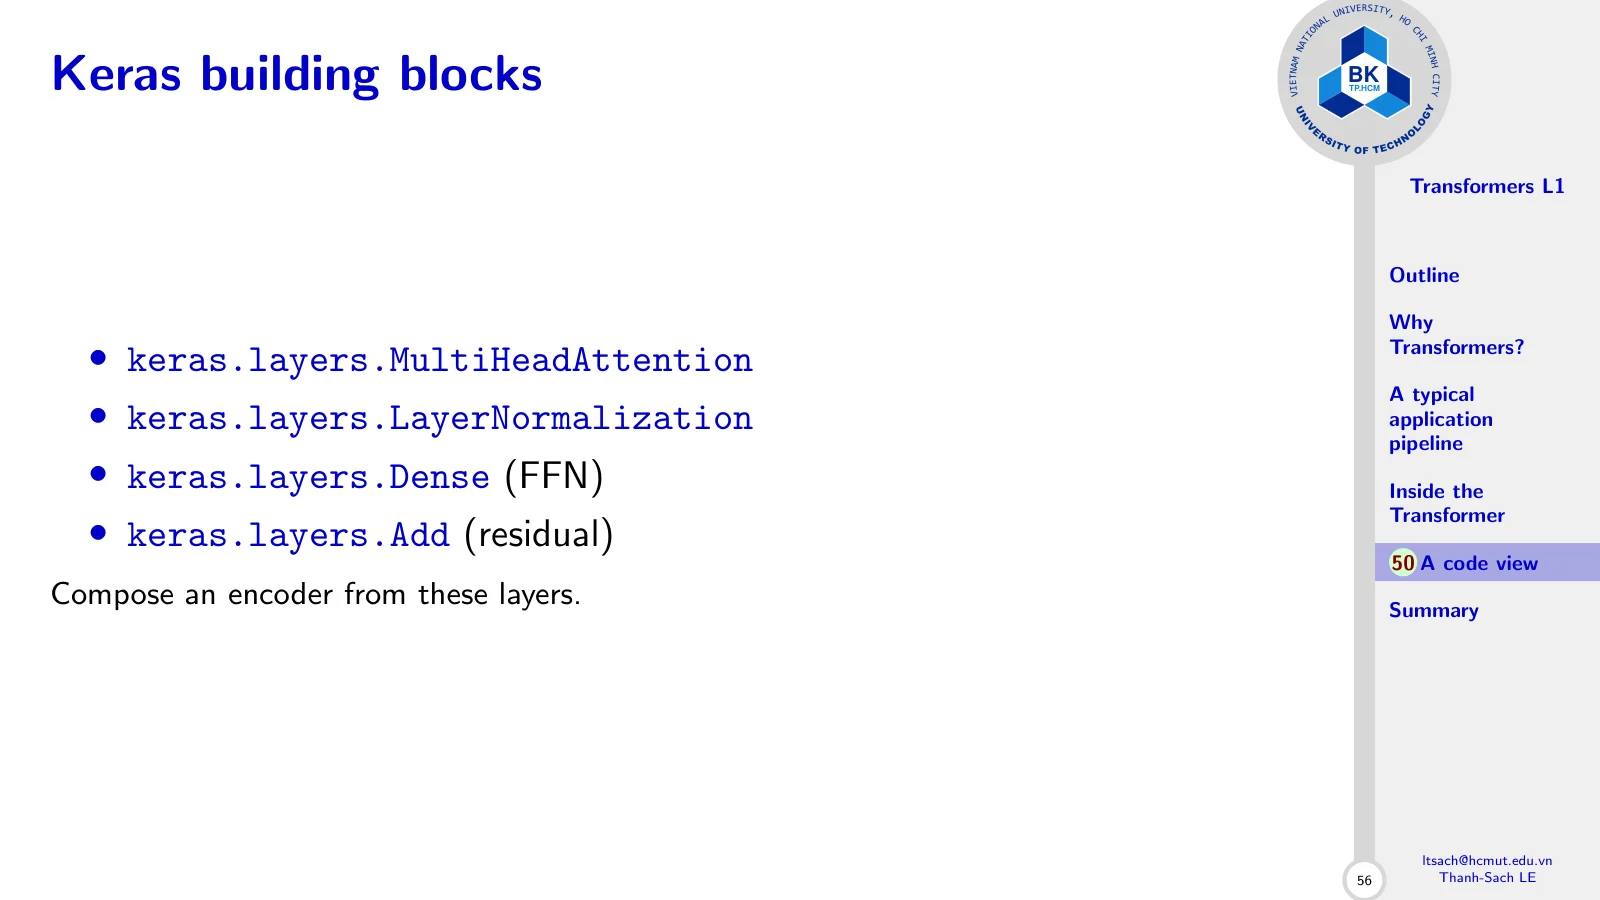 Keras building blocks
• keras.layers.MultiHeadAttention
• keras.layers.LayerNormalization
• keras.layers.Dense (FFN)
• keras.layers.Add (residual)
Compose an encoder from these layers.
VIETNAM NATIONAL UNIVERSITY, HO CHI MINH CITY
BK
TP.HCM
UNIVERSITY OF TECHNOLOGY
Transformers L1
Outline
Why
Transformers?
A typical
application
pipeline
Inside the
Transformer
50 A code view
Summary
ltsach@hcmut.edu.vn
Thanh-Sach LE
56